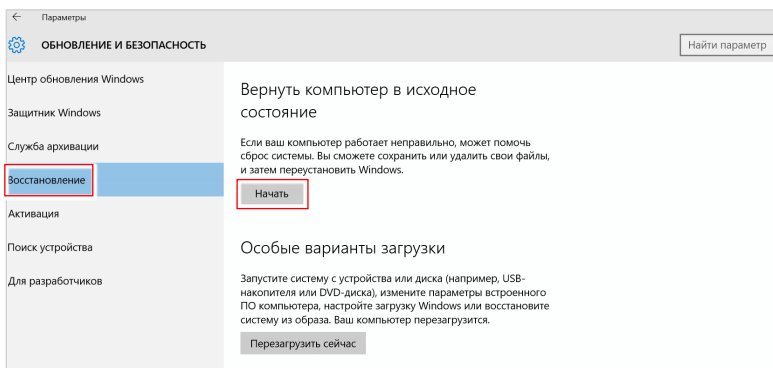 Параметры
ОБНОВЛЕНИЕ И БЕЗОПАСНОСТЬ
Найти параметр
Центр обновления Windows
Защитник Windows
Служба архивации
Восстановление
Активация
Поиск устройства
Для разработчиков
Вернуть компьютер в исходное
состояние
Если ваш компьютер работает неправильно, может помочь
сброс системы. Вы сможете сохранить или удалить свои файлы,
и затем переустановить Windows.
Начать
Особые варианты загрузки
Запустите систему с устройства или диска (например, USB-
накопителя или DVD-диска), измените параметры встроенного
ПО компьютера, настройте загрузку Windows или восстановите
систему из образа. Ваш компьютер перезагрузится.
Перезагрузить сейчас